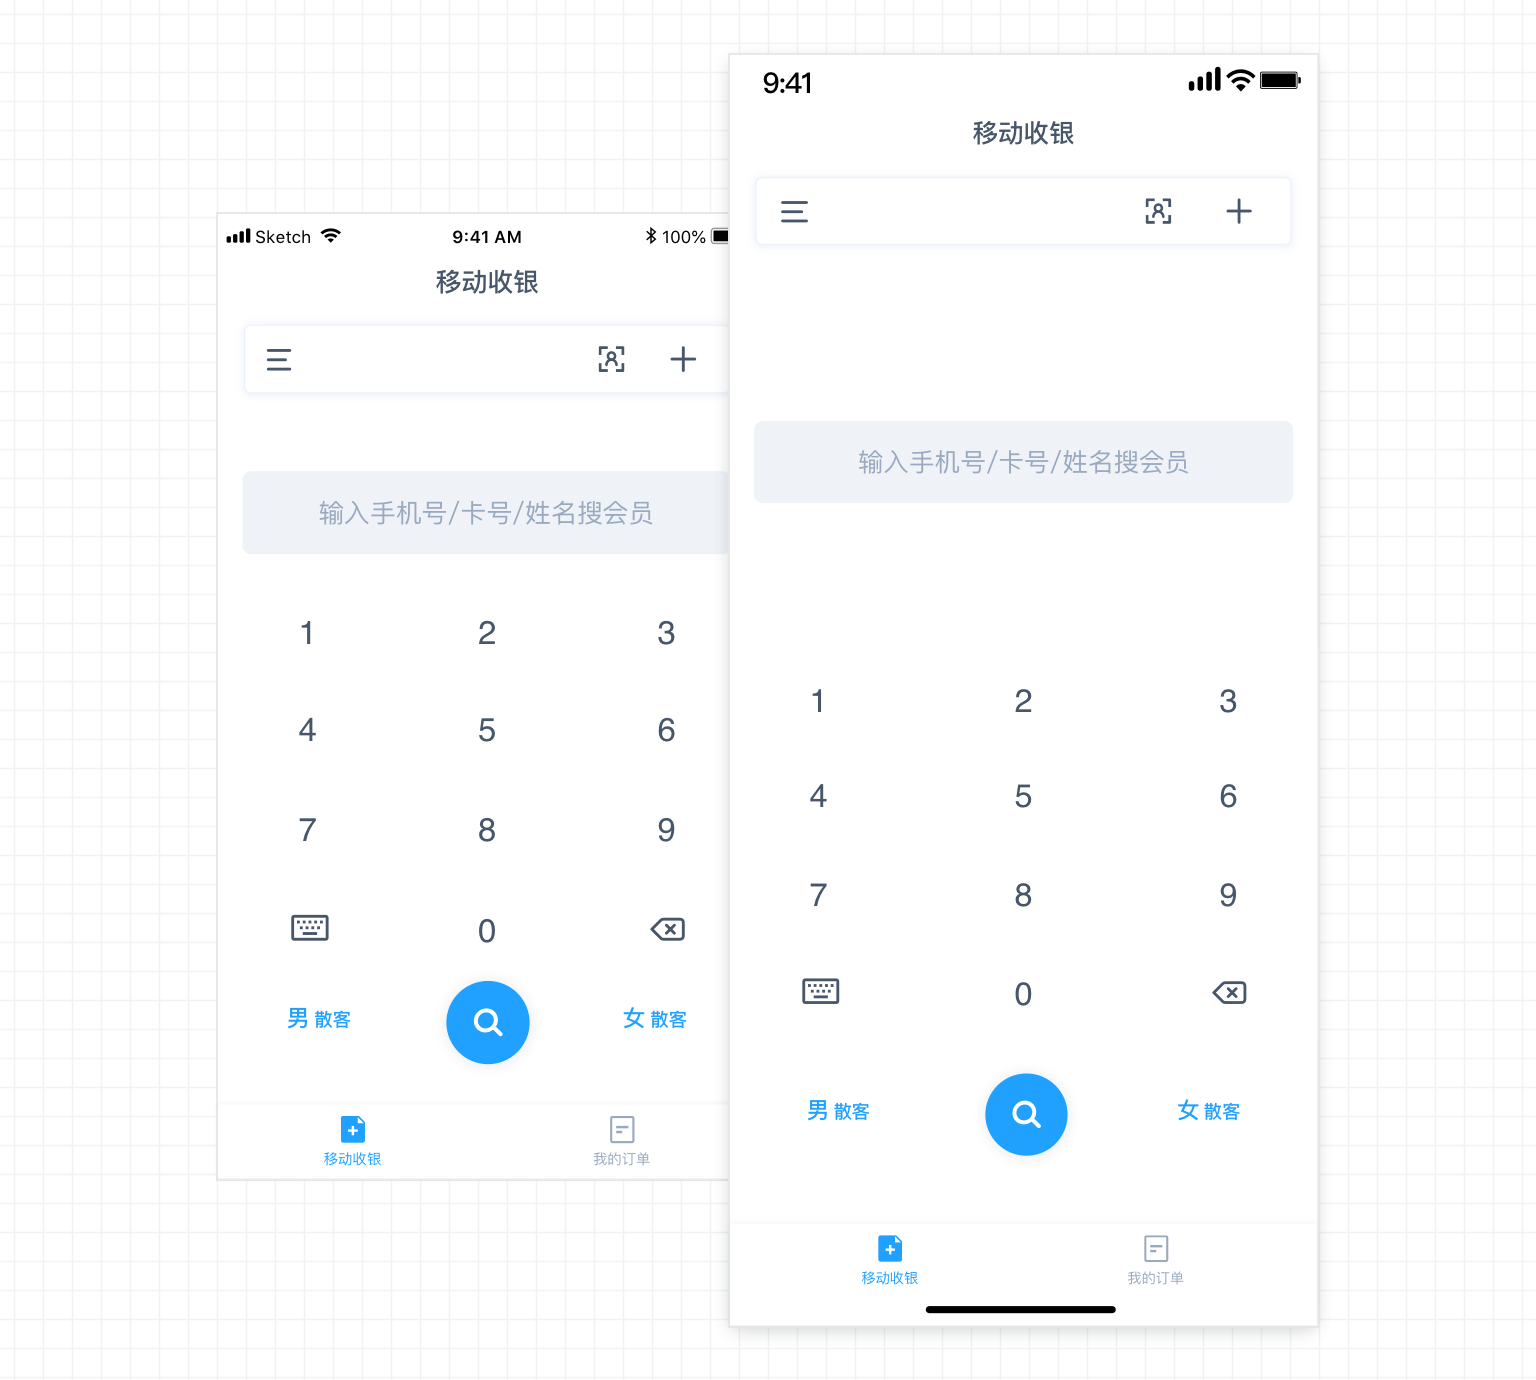 Sketch 9:41 AM 100%
移动收银
输入手机号/卡号/姓名搜会员
1 2 3
4 5 6
7 8 9
0
男 散客 女 散客
移动收银 我的订单
9:41
移动收银
输入手机号/卡号/姓名搜会员
1 2 3
4 5 6
7 8 9
0
男 散客 女 散客
移动收银 我的订单